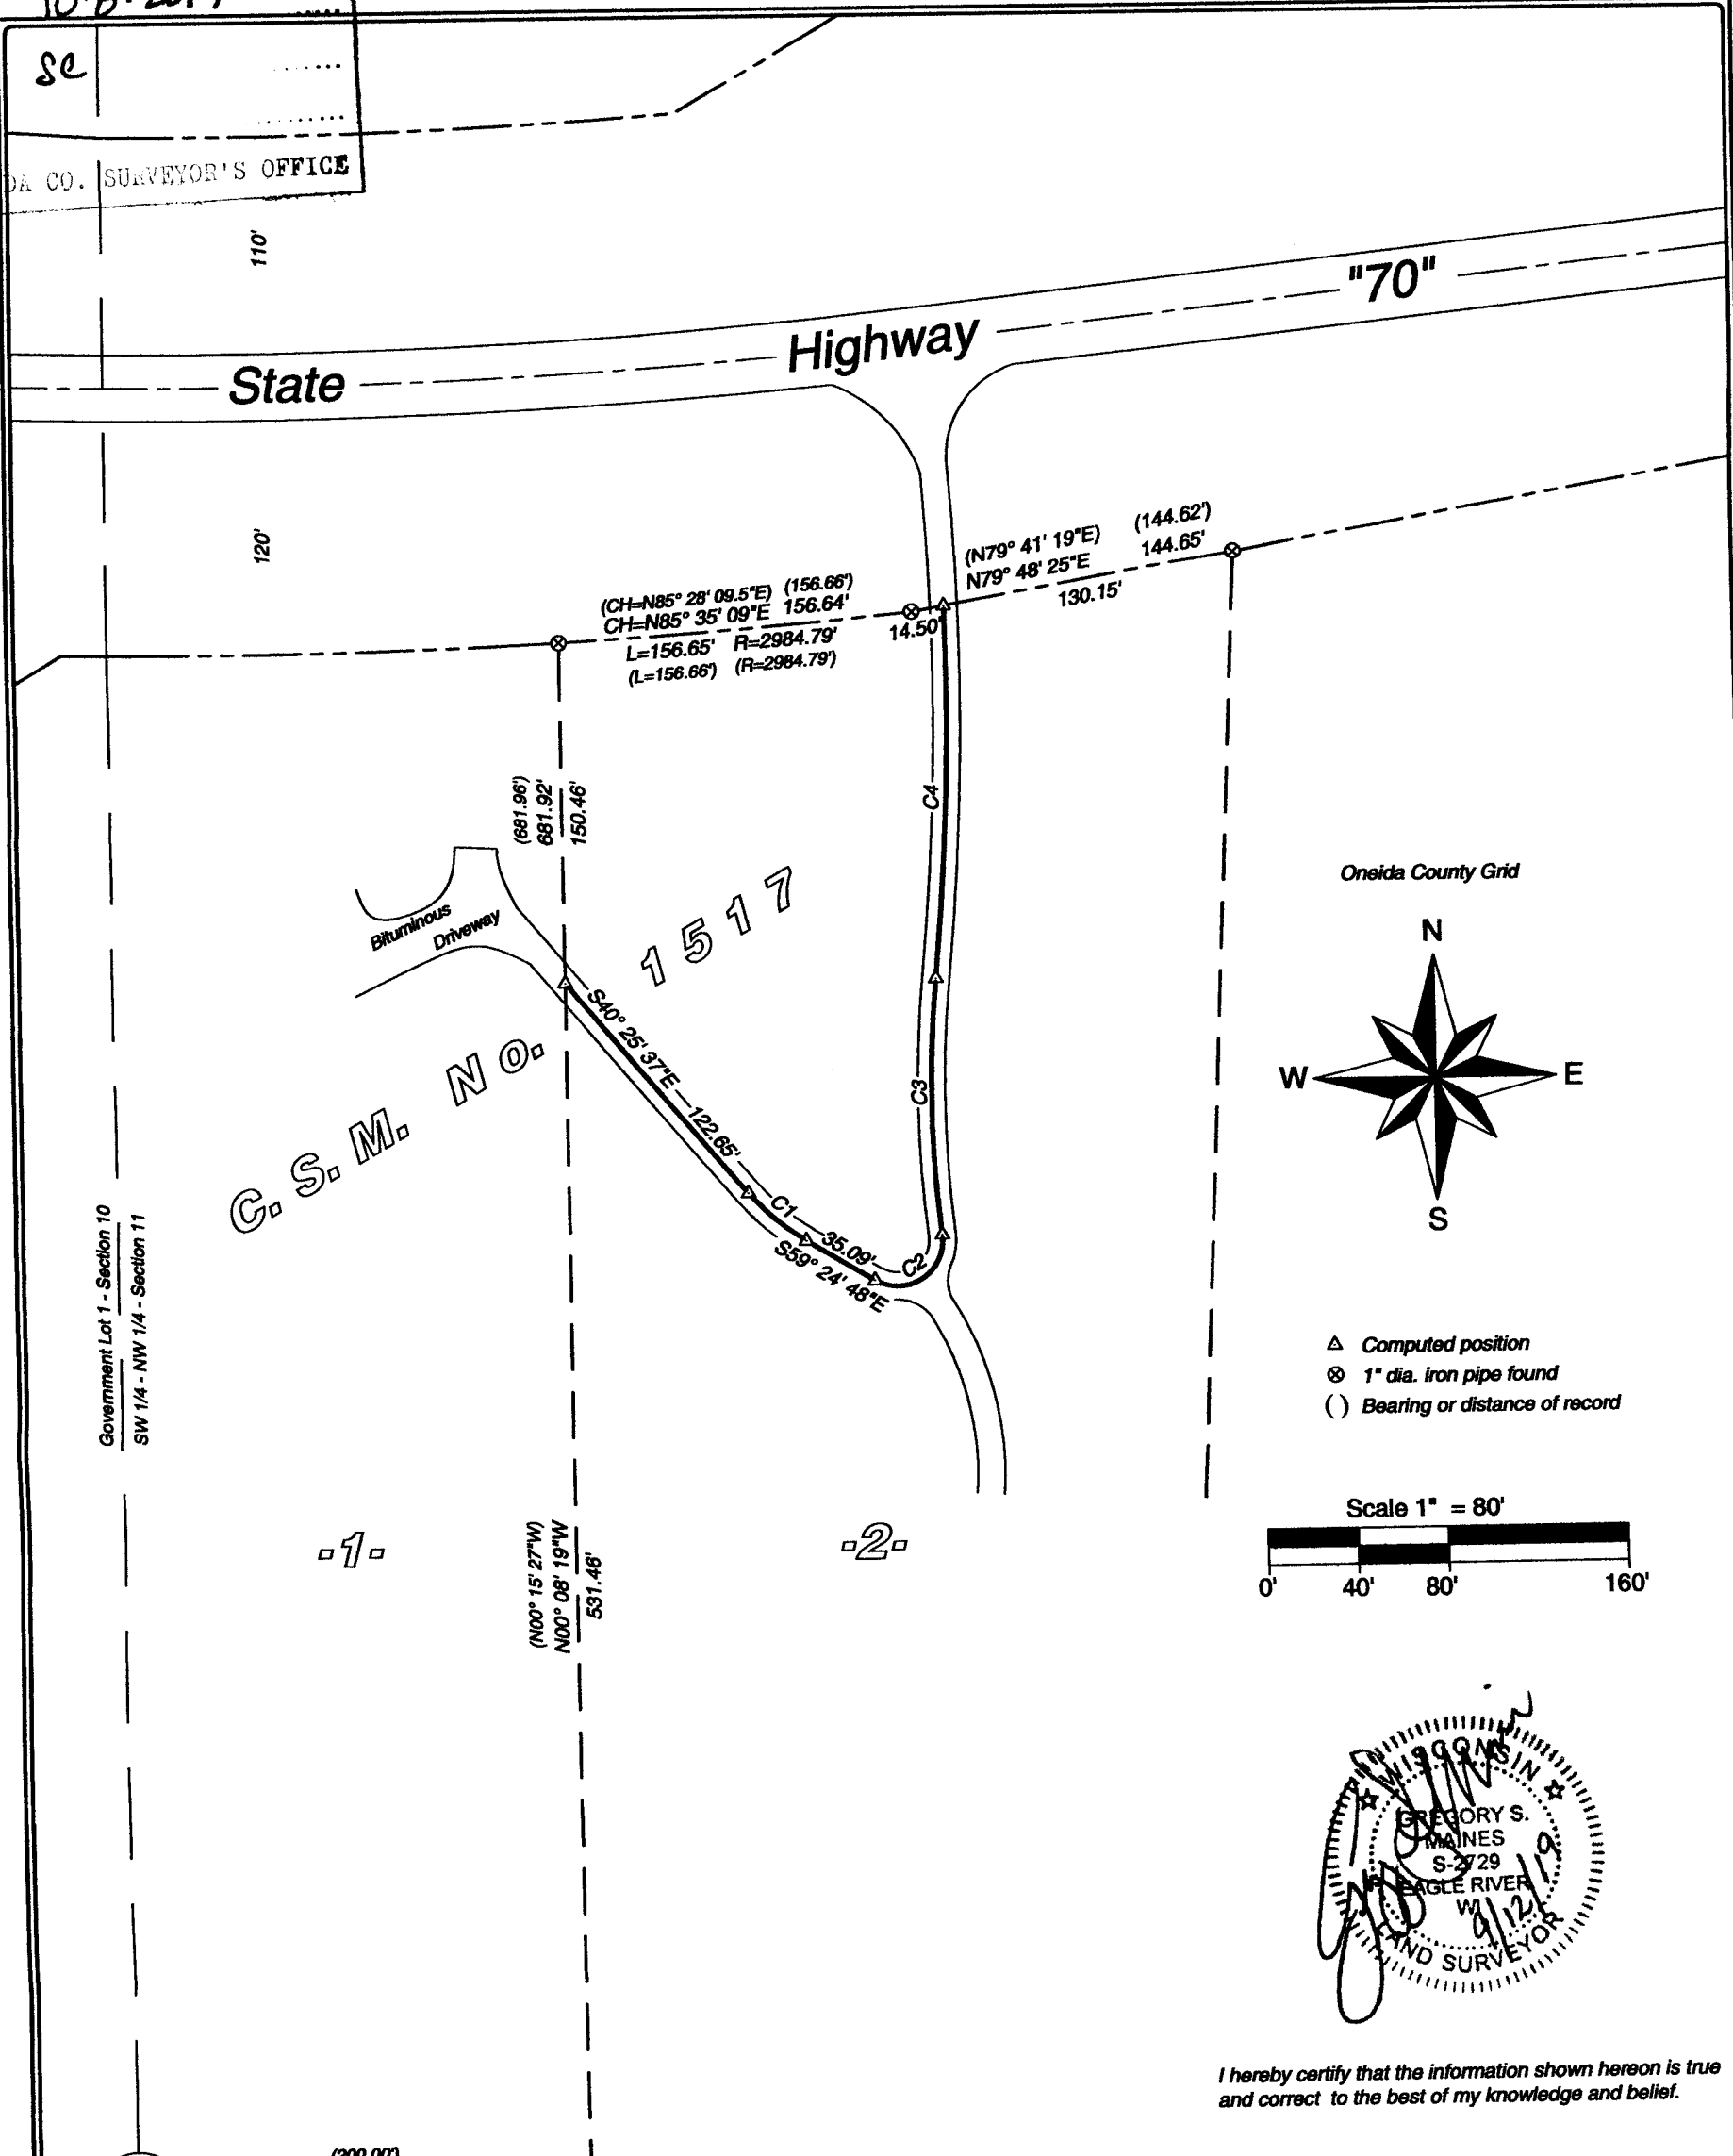 SC
CO. SURVEYOR'S OFFICE
110'
State Highway "70"
120'
(N79° 41' 19"E) (144.62')
N79° 48' 25"E 144.65'
130.15'
(CH=N85° 28' 09.5"E) (156.66')
CH=N85° 35' 09"E 156.64'
L=156.65' R=2984.79'
(L=156.66') (R=2984.79')
14.50'
(681.96')
681.92'
150.46'
C4
Bituminous
Driveway
C. S. M. No. 1517
S40° 25' 37"E 122.65'
C3
C1
35.09'
S59° 24' 48"E
C2
Oneida County Grid
N
W
E
S
Government Lot 1 - Section 10
SW 1/4 - NW 1/4 - Section 11
Computed position
1" dia. iron pipe found
( ) Bearing or distance of record
Scale 1" = 80'
0' 40' 80' 160'
-1-
-2-
(N00° 15' 27"W)
N00° 08' 19"W
531.46'
WISCONSIN
GREGORY S.
MAINES
S-2729
EAGLE RIVER
WI
9/12/19
LAND SURVEYOR
I hereby certify that the information shown hereon is true
and correct to the best of my knowledge and belief.